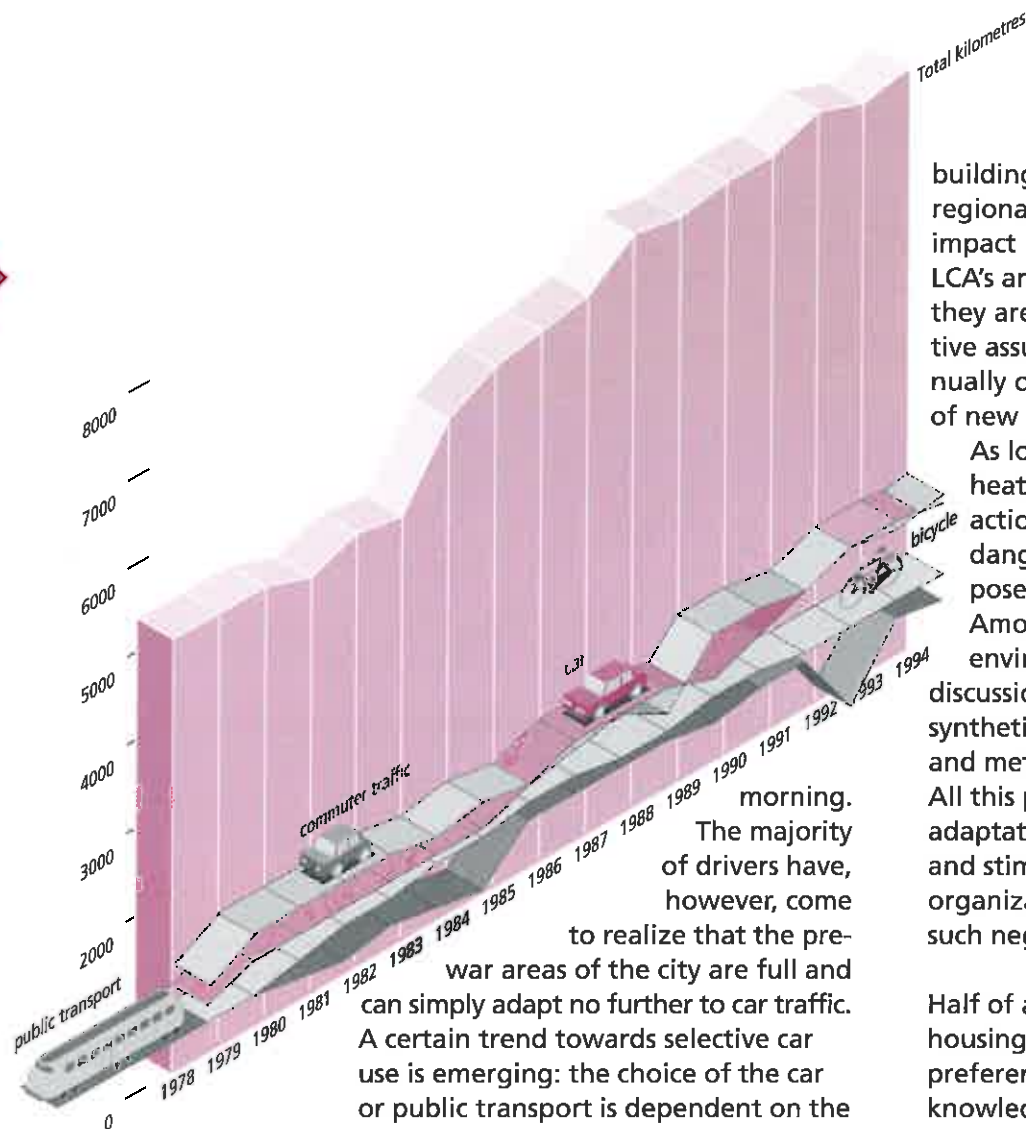 Total kilometres
8000
7000
6000
5000
4000
3000
2000
0
public transport
commuter traffic
bicycle
1978
1979
1980
1981
1982
1983
1984
1985
1986
1987
1988
1989
1990
1991
1992
1993
1994
morning.
The majority
of drivers have,
however, come
to realize that the pre-
war areas of the city are full and
can simply adapt no further to car traffic.
A certain trend towards selective car
use is emerging: the choice of the car
or public transport is dependent on the
building
regiona
impact
LCA's ar
they are
tive assu
nually o
of new
As lo
heat
actio
dang
pose
Amo
envir
discussio
syntheti
and met
All this p
adaptat
and stim
organiza
such neg
Half of a
housing
preferen
knowled